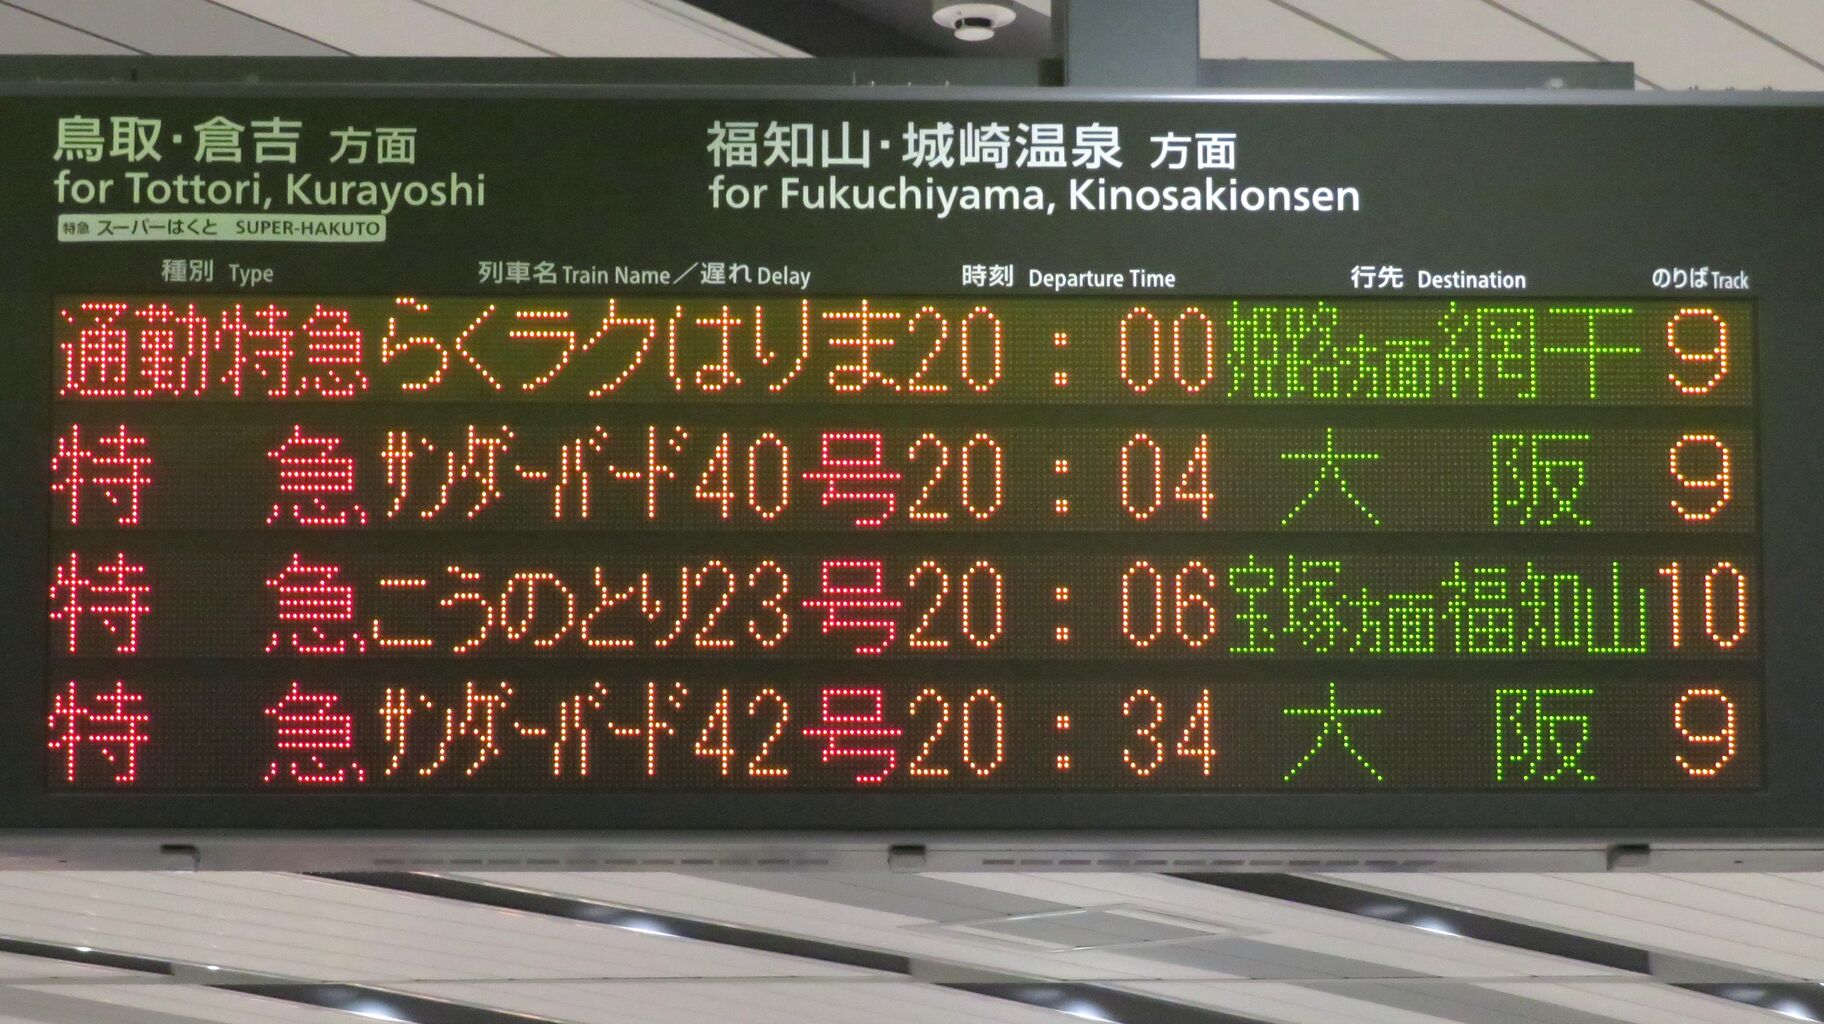 鳥取・倉吉 方面
for Tottori, Kurayoshi
特急 スーパーはくと SUPER-HAKUTO
福知山・城崎温泉 方面
for Fukuchiyama, Kinosakionsen
種別 Type 列車名 Train Name／遅れ Delay 時刻 Departure Time 行先 Destination のりば Track
通勤特急 らくラクはりま 20:00 姫路方面網干 9
特急 サンダーバード40号 20:04 大阪 9
特急 こうのとり23号 20:06 宝塚方面福知山 10
特急 サンダーバード42号 20:34 大阪 9